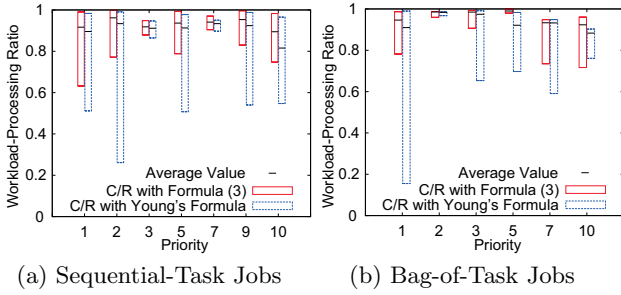 Workload-Processing Ratio
1
0.8
0.6
0.4
0.2
0
Average Value
C/R with Formula (3)
C/R with Young's Formula
1 2 3 5 7 9 10
Priority
(a) Sequential-Task Jobs
Workload-Processing Ratio
1
0.8
0.6
0.4
0.2
0
Average Value
C/R with Formula (3)
C/R with Young's Formula
1 2 3 5 7 10
Priority
(b) Bag-of-Task Jobs